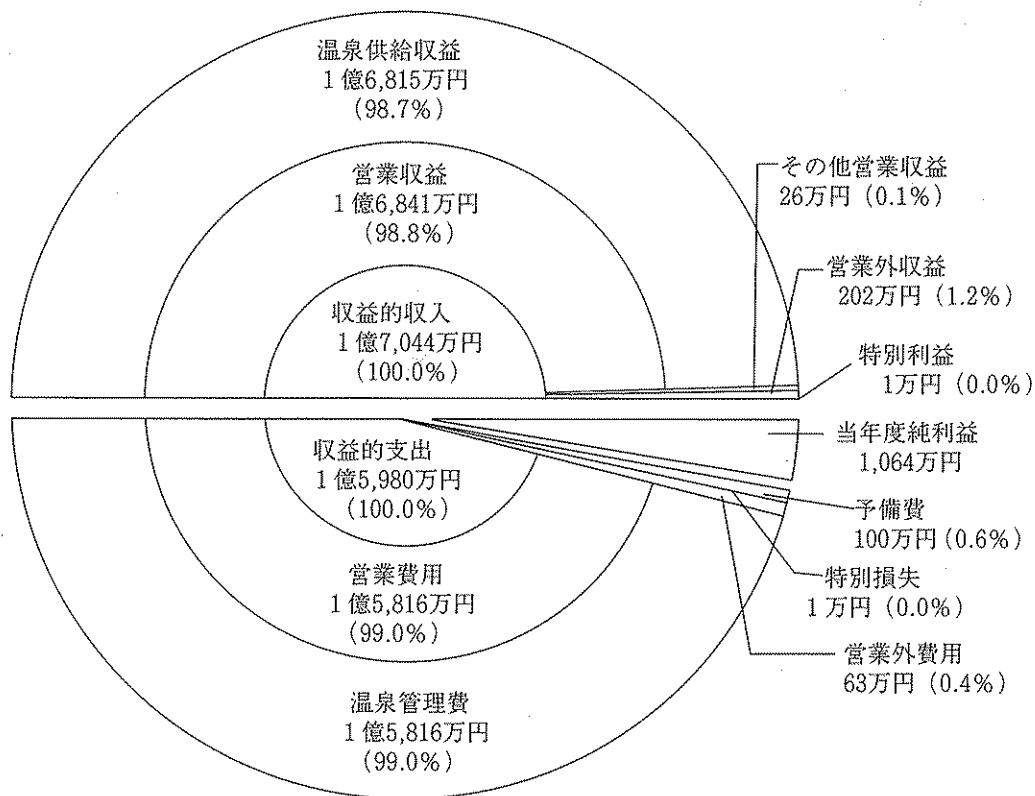 温泉供給収益
1億6,815万円
(98.7%)
営業収益
1億6,841万円
(98.8%)
収益的収入
1億7,044万円
(100.0%)
その他営業収益
26万円(0.1%)
営業外収益
202万円(1.2%)
特別利益
1万円(0.0%)
収益的支出
1億5,980万円
(100.0%)
営業費用
1億5,816万円
(99.0%)
温泉管理費
1億5,816万円
(99.0%)
当年度純利益
1,064万円
予備費
100万円(0.6%)
特別損失
1万円(0.0%)
営業外費用
63万円(0.4%)